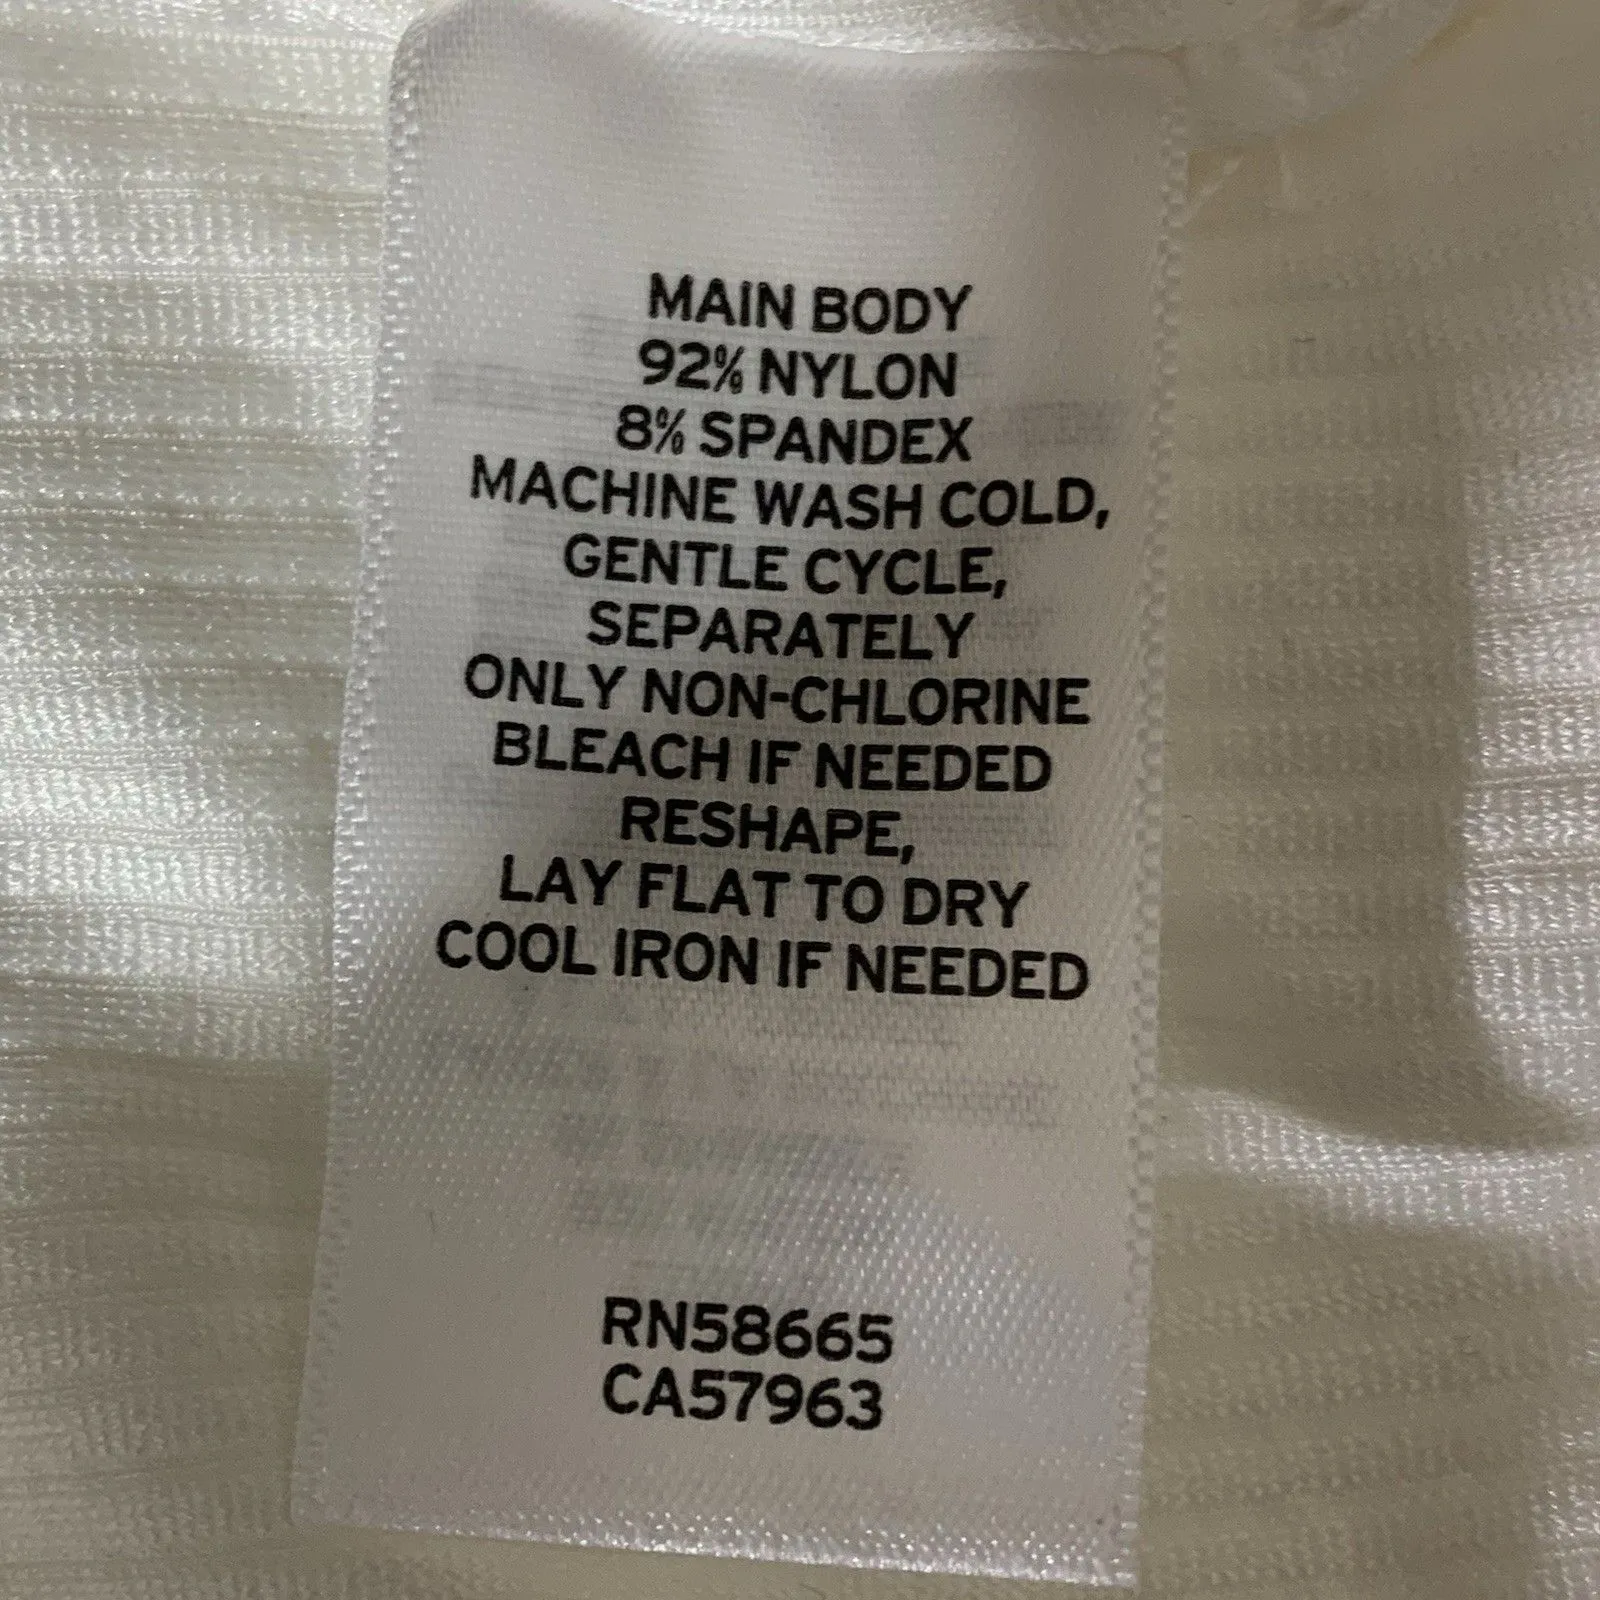 MAIN BODY
92% NYLON
8% SPANDEX
MACHINE WASH COLD,
GENTLE CYCLE,
SEPARATELY
ONLY NON-CHLORINE
BLEACH IF NEEDED
RESHAPE,
LAY FLAT TO DRY
COOL IRON IF NEEDED
RN58665
CA57963